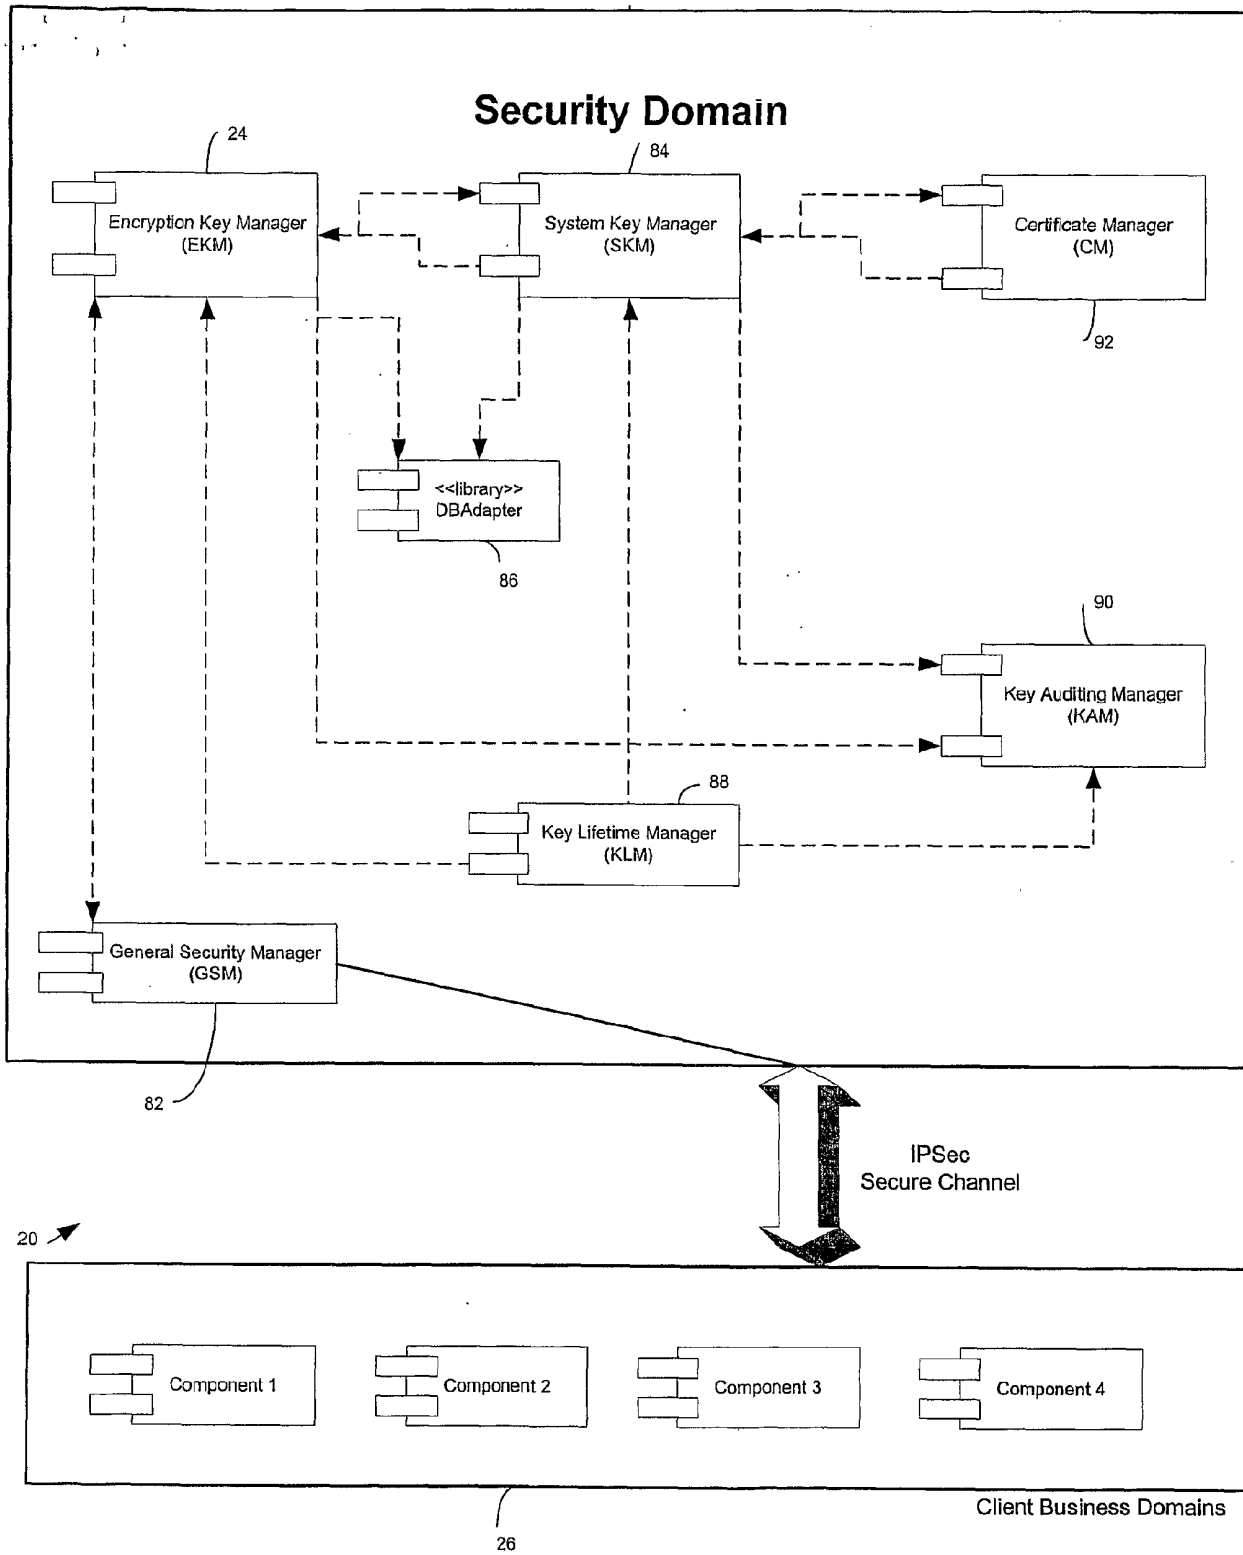 Security Domain
24
84
Encryption Key Manager
(EKM)
System Key Manager
(SKM)
Certificate Manager
(CM)
92
<<library>>
DBAdapter
86
90
Key Auditing Manager
(KAM)
88
Key Lifetime Manager
(KLM)
General Security Manager
(GSM)
82
IPSec
Secure Channel
20
Component 1
Component 2
Component 3
Component 4
Client Business Domains
26